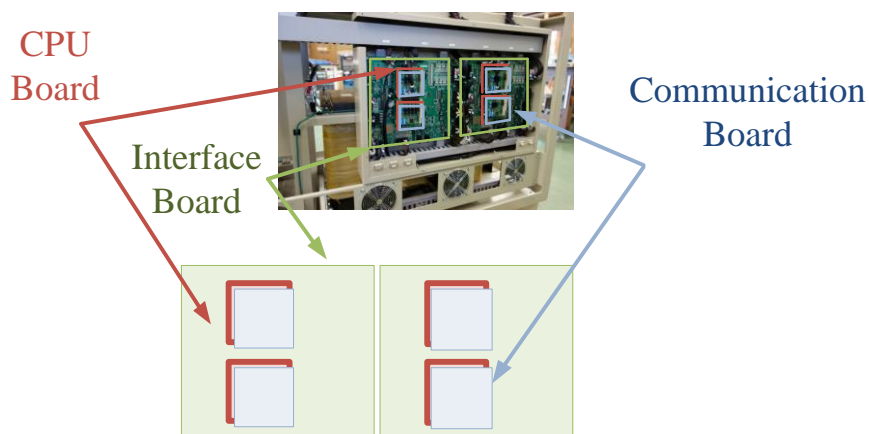 CPU
Board
Interface
Board
Communication
Board